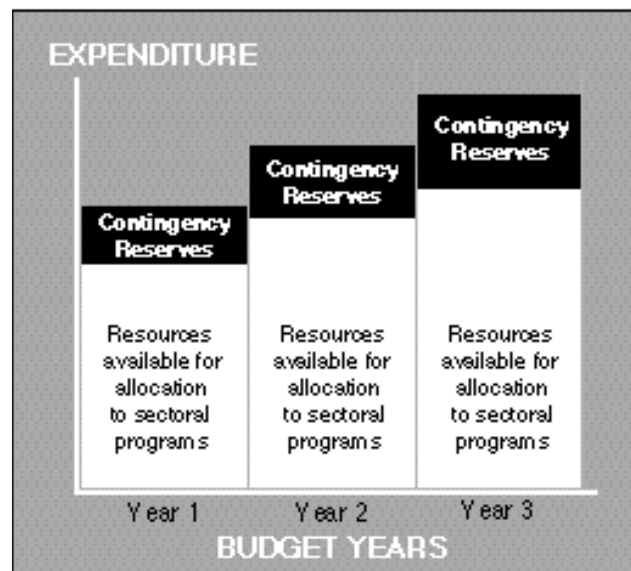 EXPENDITURE
Contingency
Reserves
Resources
available for
allocation
to sectoral
programs
Contingency
Reserves
Resources
available for
allocation
to sectoral
programs
Contingency
Reserves
Resources
available for
allocation
to sectoral
programs
Year 1
Year 2
Year 3
BUDGET YEARS